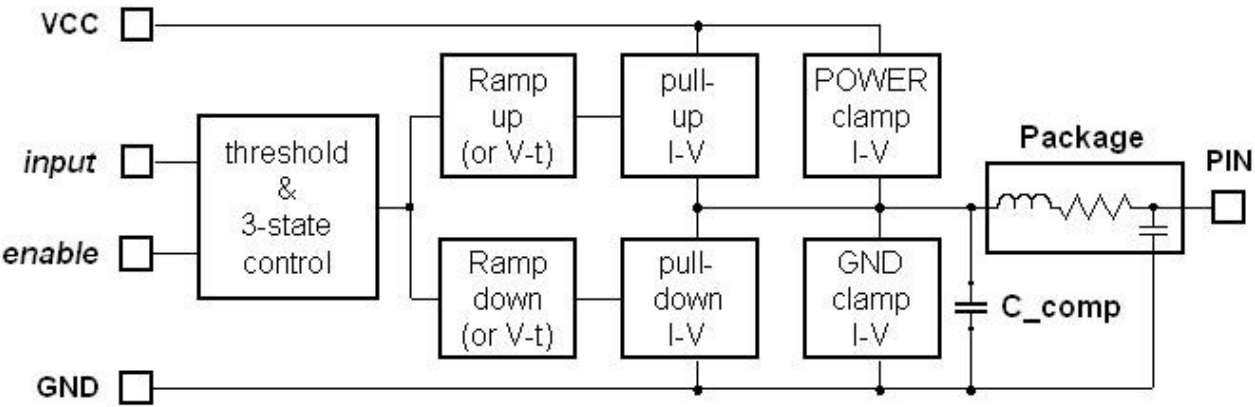 VCC
Ramp
up
(or V-t)
pull-
up
I-V
POWER
clamp
I-V
input
threshold
&
3-state
control
Package
PIN
enable
Ramp
down
(or V-t)
pull-
down
I-V
GND
clamp
I-V
C_comp
GND